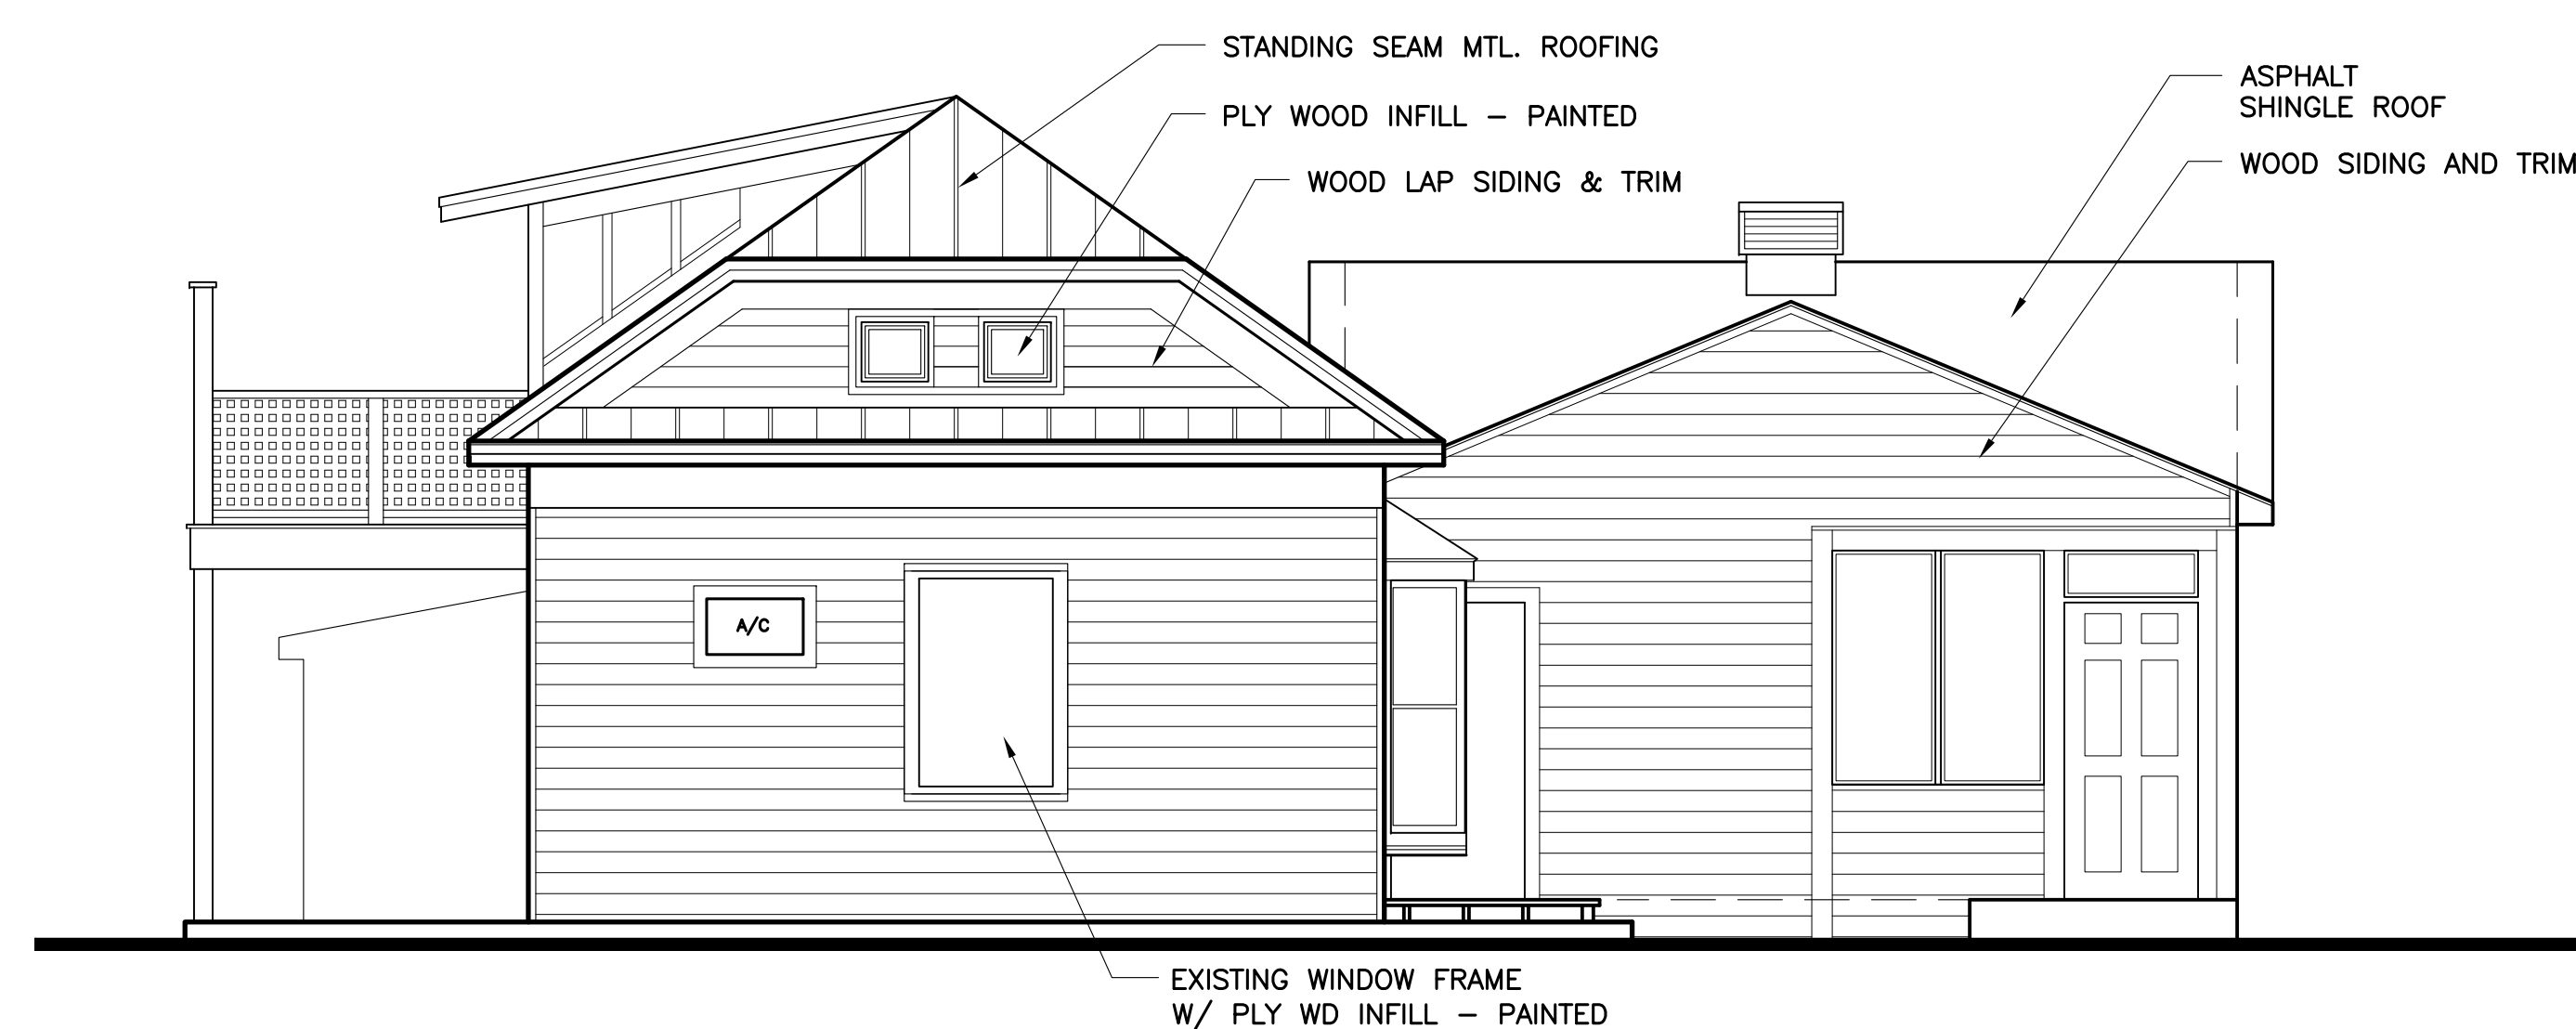 STANDING SEAM MTL. ROOFING
PLY WOOD INFILL – PAINTED
WOOD LAP SIDING & TRIM
ASPHALT
SHINGLE ROOF
WOOD SIDING AND TRIM
A/C
EXISTING WINDOW FRAME
W/ PLY WD INFILL – PAINTED